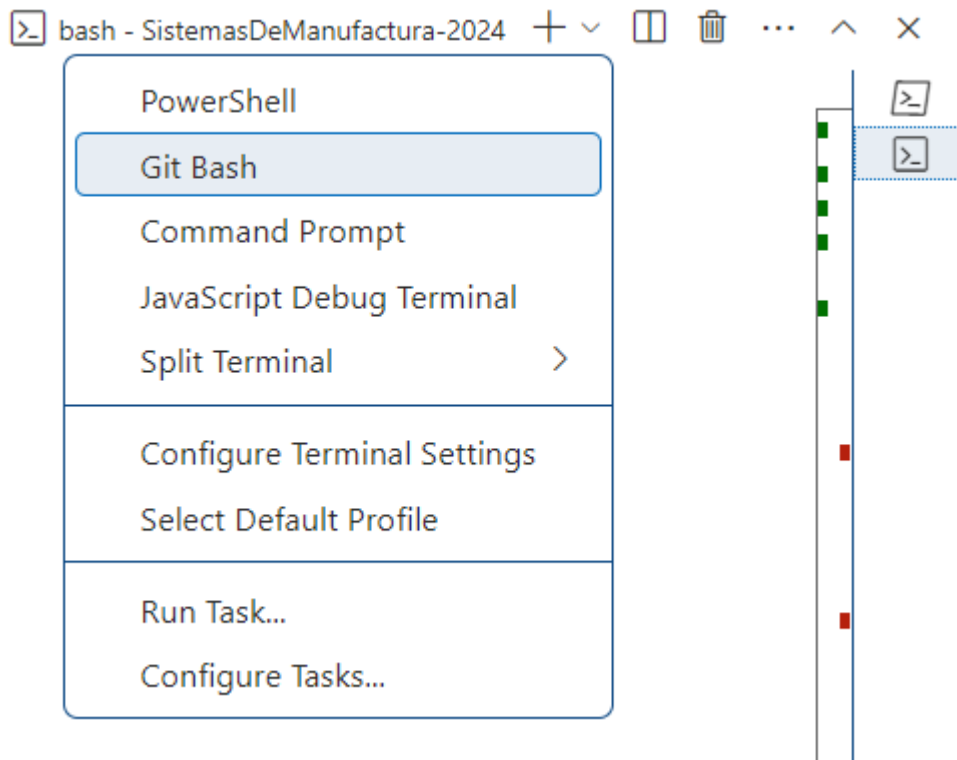 bash - SistemasDeManufactura-2024
PowerShell
Git Bash
Command Prompt
JavaScript Debug Terminal
Split Terminal
Configure Terminal Settings
Select Default Profile
Run Task...
Configure Tasks...